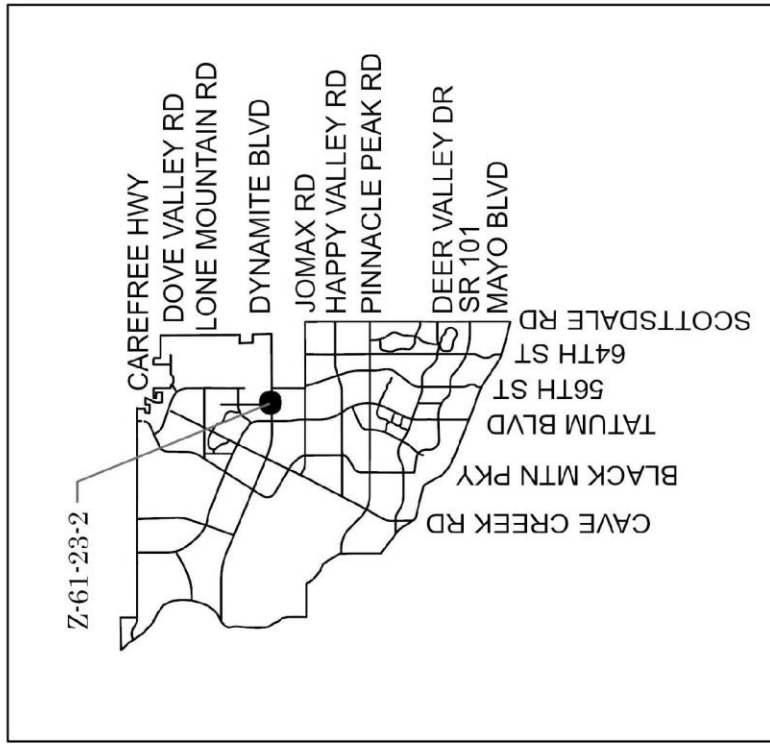 Z-61-23-2
CAREFREE HWY
DOVE VALLEY RD
LONE MOUNTAIN RD
DYNAMITE BLVD
JOMAX RD
HAPPY VALLEY RD
PINNACLE PEAK RD
DEER VALLEY DR
SR 101
MAYO BLVD
SCOTTSDALE RD
64TH ST
56TH ST
TATUM BLVD
BLACK MTN PKY
CAVE CREEK RD